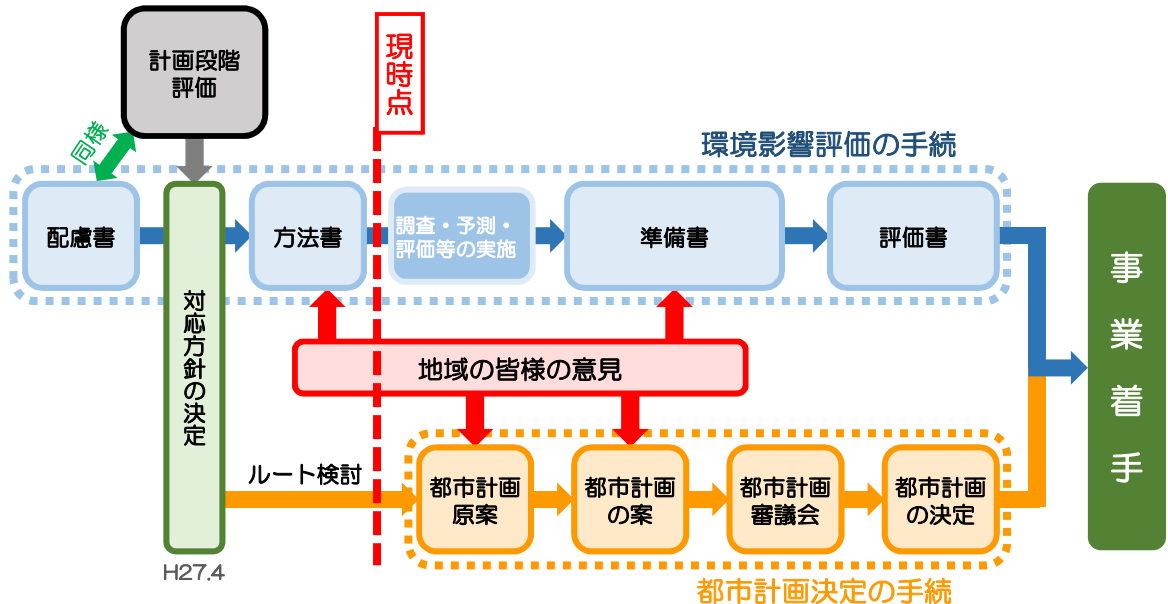 計画段階
評価
現時点
同様
環境影響評価の手続
配慮書
方法書
調査・予測・
評価等の実施
準備書
評価書
対応方針の決定
地域の皆様の意見
事業着手
ルート検討
都市計画
原案
都市計画
の案
都市計画
審議会
都市計画
の決定
H27.4
都市計画決定の手続